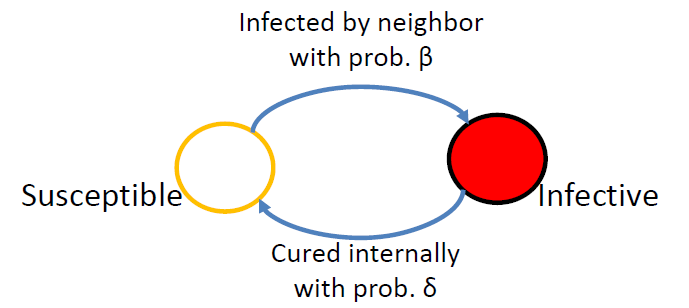 Infected by neighbor
with prob. β
Susceptible
Infective
Cured internally
with prob. δ